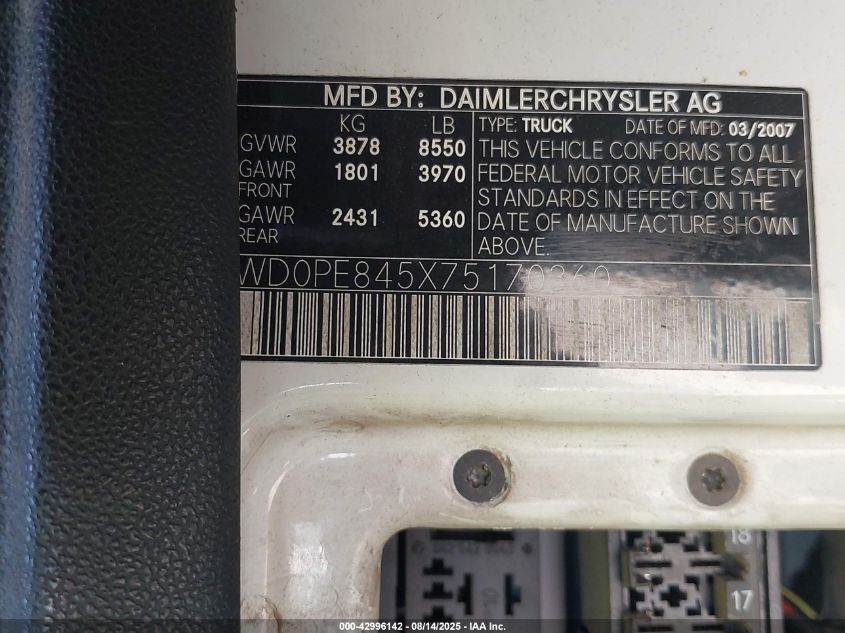 MFD BY: DAIMLERCHRYSLER AG
KG LB
GVWR 3878 8550
GAWR 1801 3970
FRONT
GAWR 2431 5360
REAR
TYPE: TRUCK DATE OF MFD: 03/2007
THIS VEHICLE CONFORMS TO ALL
FEDERAL MOTOR VEHICLE SAFETY
STANDARDS IN EFFECT ON THE
DATE OF MANUFACTURE SHOWN
ABOVE.
WD0PE845X75170360
18
17
000-42996142 - 08/14/2025 - IAA Inc.